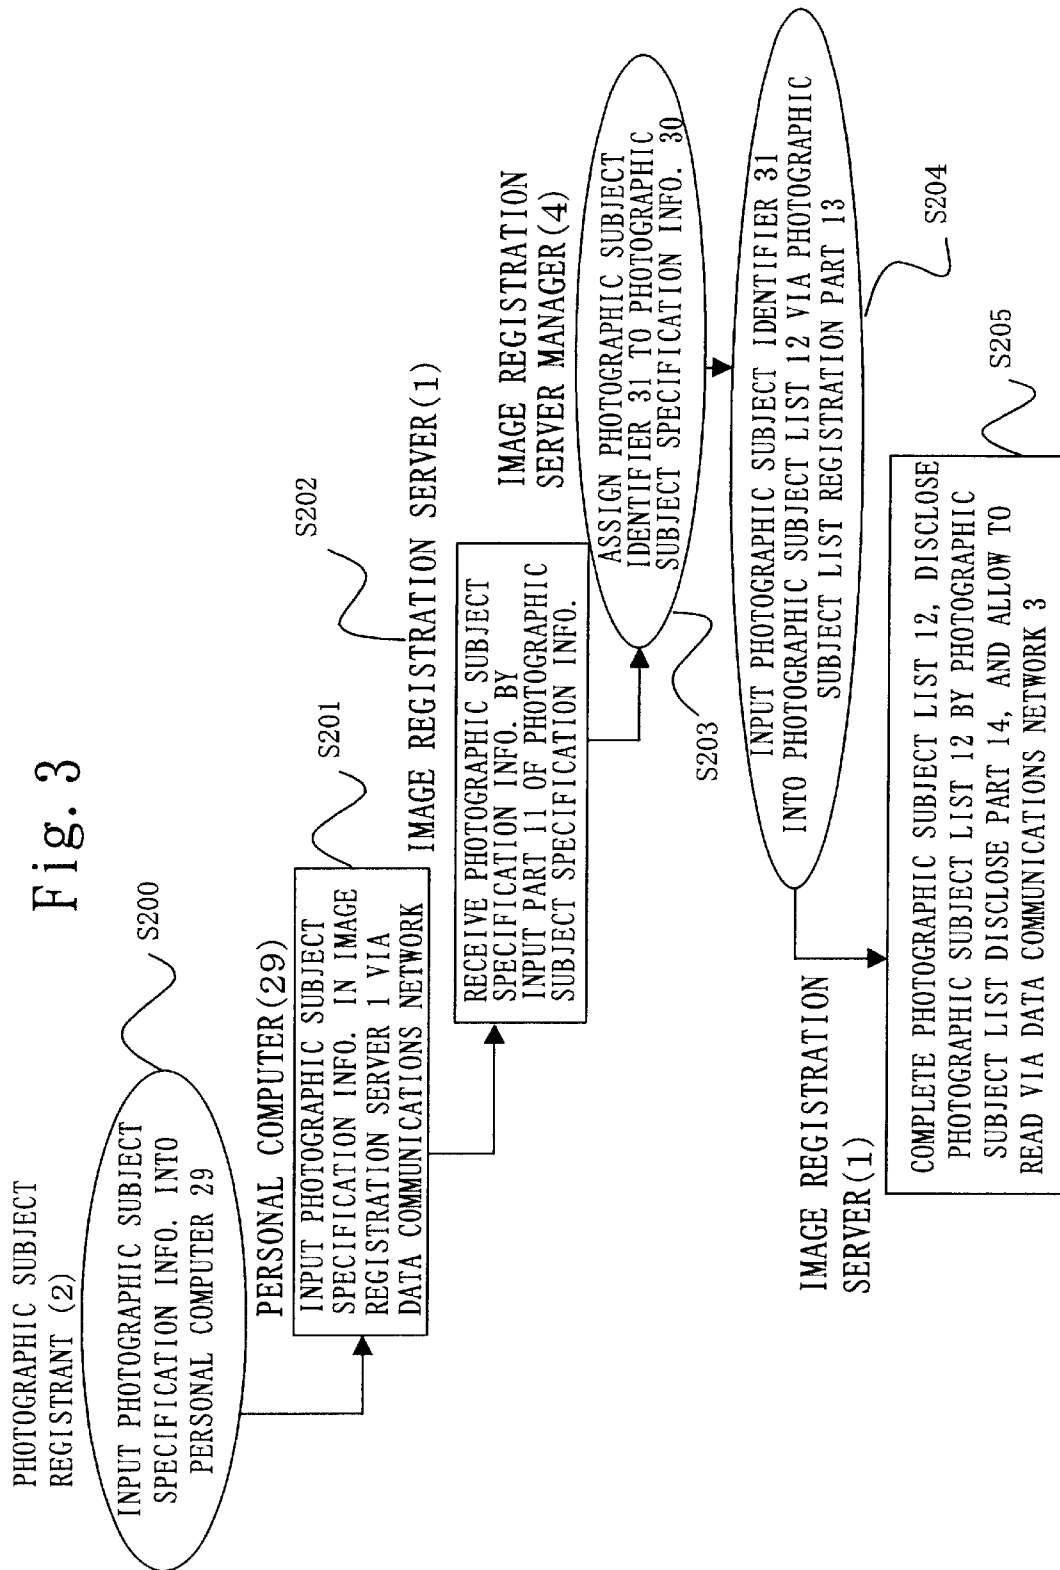 Fig. 3
PHOTOGRAPHIC SUBJECT
REGISTRANT (2)
INPUT PHOTOGRAPHIC SUBJECT
SPECIFICATION INFO. INTO
PERSONAL COMPUTER 29
S200
PERSONAL COMPUTER(29)
INPUT PHOTOGRAPHIC SUBJECT
SPECIFICATION INFO. IN IMAGE
REGISTRATION SERVER 1 VIA
DATA COMMUNICATIONS NETWORK
S201
IMAGE REGISTRATION SERVER(1)
S202
RECEIVE PHOTOGRAPHIC SUBJECT
SPECIFICATION INFO. BY
INPUT PART 11 OF PHOTOGRAPHIC
SUBJECT SPECIFICATION INFO.
IMAGE REGISTRATION
SERVER MANAGER(4)
ASSIGN PHOTOGRAPHIC SUBJECT
IDENTIFIER 31 TO PHOTOGRAPHIC
SUBJECT SPECIFICATION INFO. 30
S203
INPUT PHOTOGRAPHIC SUBJECT IDENTIFIER 31
INTO PHOTOGRAPHIC SUBJECT LIST 12 VIA PHOTOGRAPHIC
SUBJECT LIST REGISTRATION PART 13
S204
IMAGE REGISTRATION
SERVER(1)
COMPLETE PHOTOGRAPHIC SUBJECT LIST 12, DISCLOSE
PHOTOGRAPHIC SUBJECT LIST 12 BY PHOTOGRAPHIC
SUBJECT LIST DISCLOSE PART 14, AND ALLOW TO
READ VIA DATA COMMUNICATIONS NETWORK 3
S205